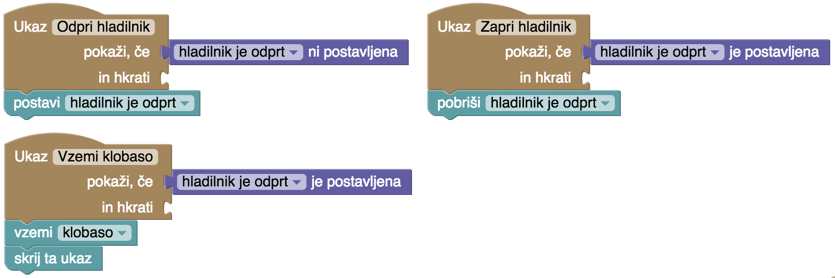 Ukaz Odpri hladilnik
pokaži, če hladilnik je odprt ni postavljena
in hkrati
postavi hladilnik je odprt
Ukaz Zapri hladilnik
pokaži, če hladilnik je odprt je postavljena
in hkrati
pobriši hladilnik je odprt
Ukaz Vzemi klobaso
pokaži, če hladilnik je odprt je postavljena
in hkrati
vzemi klobaso
skrij ta ukaz